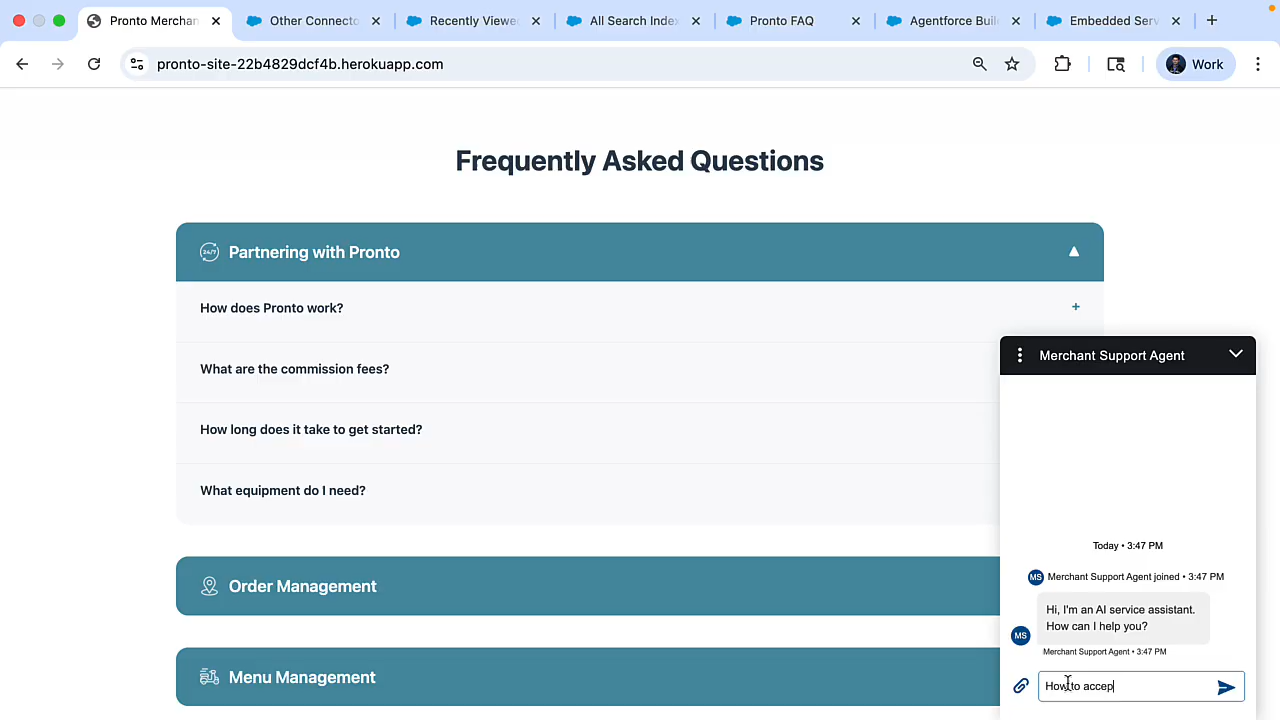 Pronto Merchan
Other Connecto
Recently Viewe
All Search Inde
Pronto FAQ
Agentforce Buil
Embedded Serv
pronto-site-22b4829dcf4b.herokuapp.com
Work
Frequently Asked Questions
24/7
Partnering with Pronto
How does Pronto work?
What are the commission fees?
How long does it take to get started?
What equipment do I need?
Order Management
Menu Management
Merchant Support Agent
Today • 3:47 PM
MS Merchant Support Agent joined • 3:47 PM
Hi, I'm an AI service assistant.
How can I help you?
MS
Merchant Support Agent • 3:47 PM
How to accep